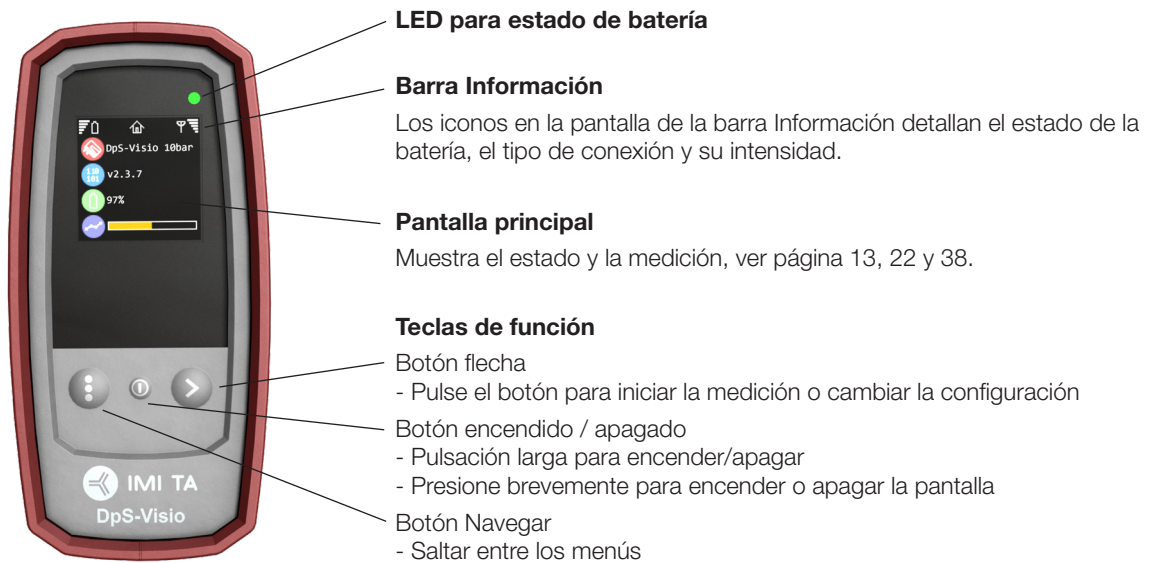 LED para estado de batería
Barra Información
Los iconos en la pantalla de la barra Información detallan el estado de la
batería, el tipo de conexión y su intensidad.
Pantalla principal
Muestra el estado y la medición, ver página 13, 22 y 38.
Teclas de función
Botón flecha
- Pulse el botón para iniciar la medición o cambiar la configuración
Botón encendido / apagado
- Pulsación larga para encender/apagar
- Presione brevemente para encender o apagar la pantalla
Botón Navegar
- Saltar entre los menús
DpS-Visio 10bar
110
101
v2.3.7
97%
IMI TA
DpS-Visio